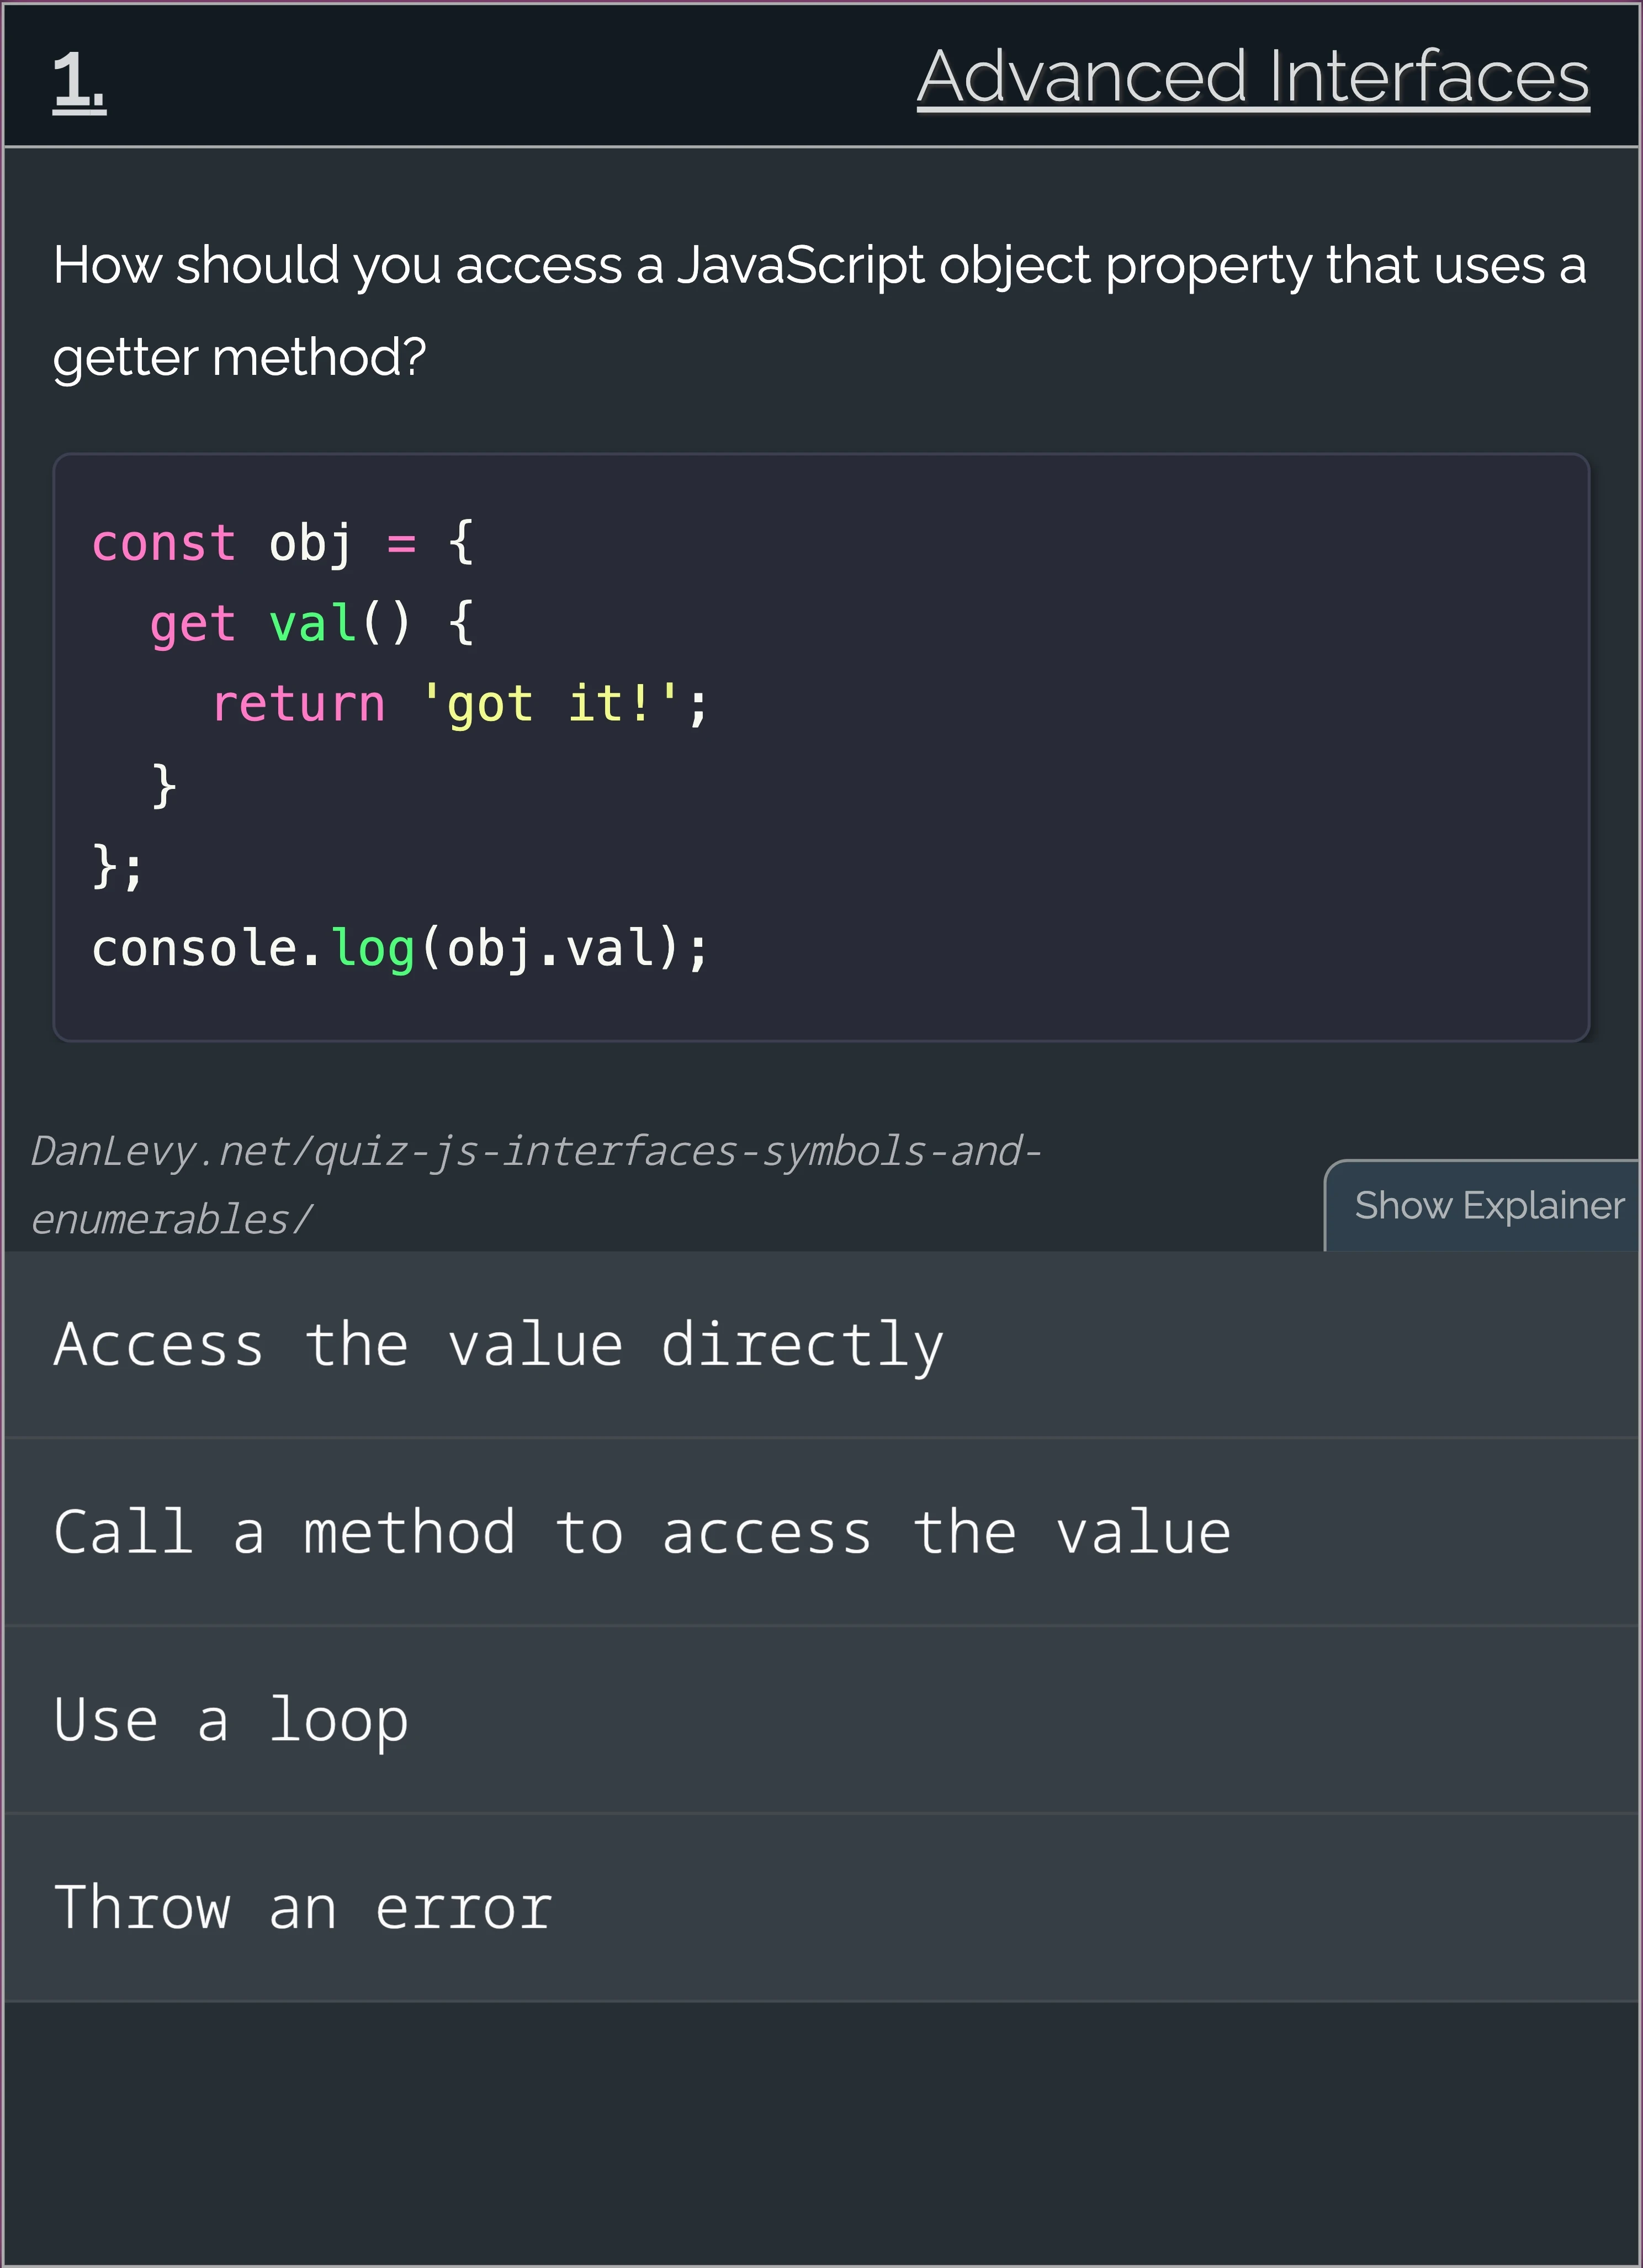 1.
Advanced Interfaces
How should you access a JavaScript object property that uses a
getter method?
const obj = {
  get val() {
    return 'got it!';
  }
};
console.log(obj.val);
DanLevy.net/quiz-js-interfaces-symbols-and-
enumerables/
Show Explainer
Access the value directly
Call a method to access the value
Use a loop
Throw an error